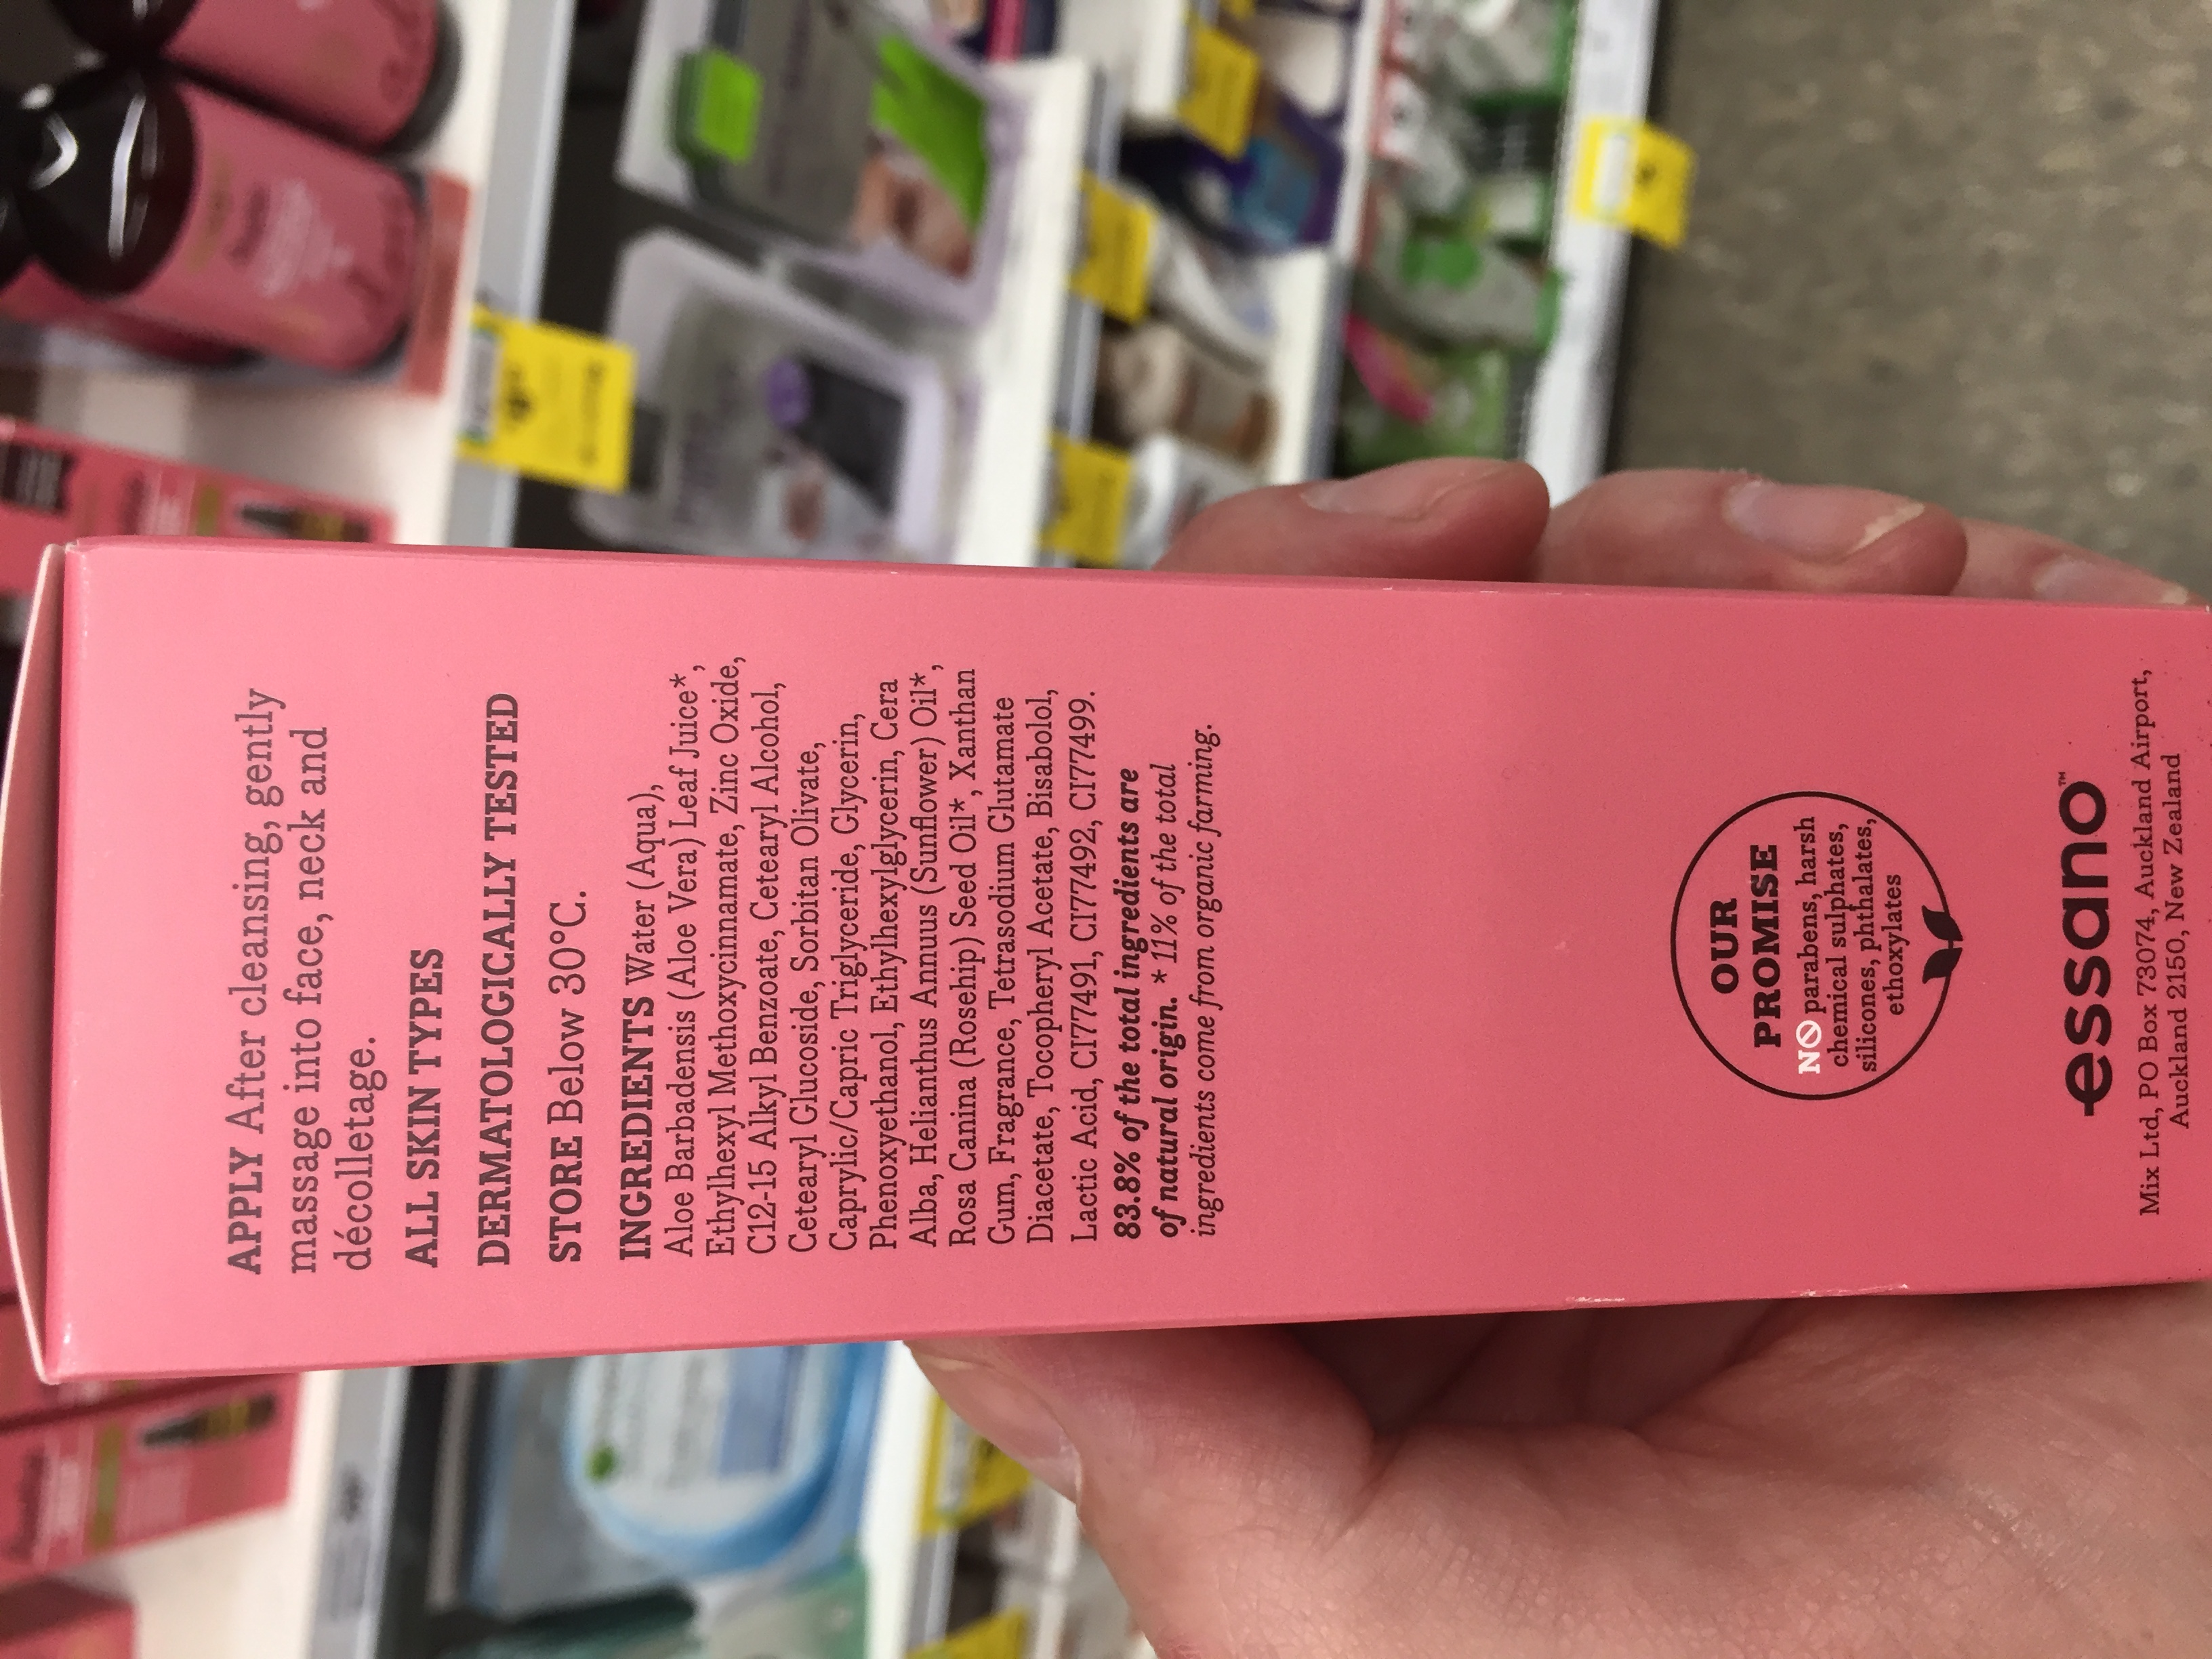 APPLY After cleansing, gently
massage into face, neck and
décolletage.
ALL SKIN TYPES
DERMATOLOGICALLY TESTED
STORE Below 30°C.
INGREDIENTS Water (Aqua),
Aloe Barbadensis (Aloe Vera) Leaf Juice*,
Ethylhexyl Methoxycinnamate, Zinc Oxide,
C12-15 Alkyl Benzoate, Cetearyl Alcohol,
Cetearyl Glucoside, Sorbitan Olivate,
Caprylic/Capric Triglyceride, Glycerin,
Phenoxyethanol, Ethylhexylglycerin, Cera
Alba, Helianthus Annuus (Sunflower) Oil*,
Rosa Canina (Rosehip) Seed Oil*, Xanthan
Gum, Fragrance, Tetrasodium Glutamate
Diacetate, Tocopheryl Acetate, Bisabolol,
Lactic Acid, CI77491, CI77492, CI77499.
83.8% of the total ingredients are
of natural origin. * 11% of the total
ingredients come from organic farming.
OUR
PROMISE
NO parabens, harsh
chemical sulphates,
silicones, phthalates,
ethoxylates
essano™
Mix Ltd, PO Box 73074, Auckland Airport,
Auckland 2150, New Zealand